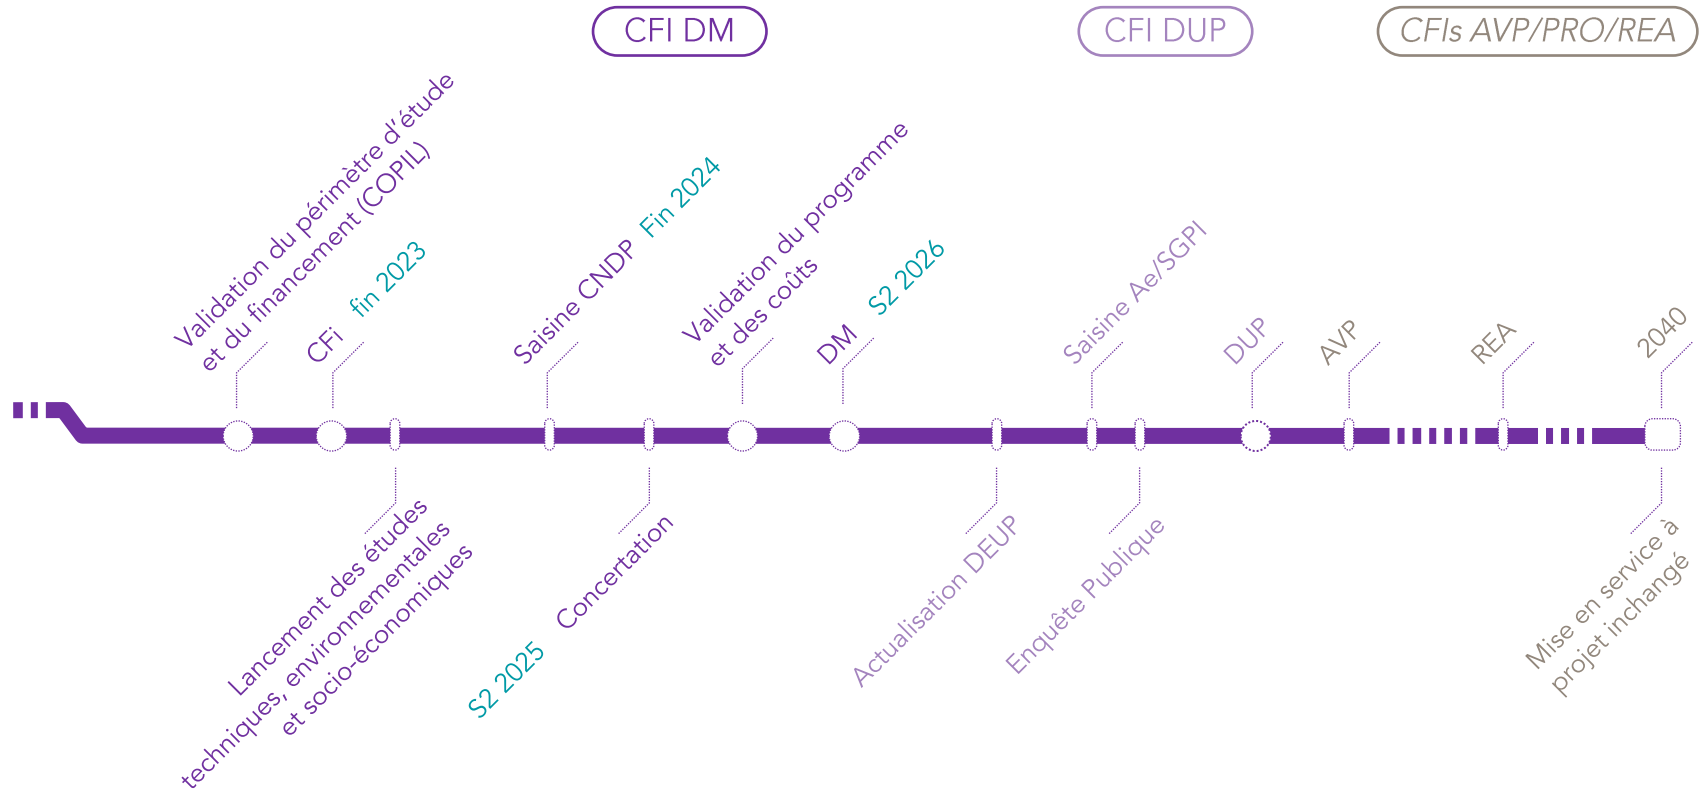 CFI DM
CFI DUP
CFIs AVP/PRO/REA
Validation du périmètre d'étude
et du financement (COPIL)
CFi
fin 2023
Saisine CNDP
Fin 2024
Validation du programme
et des coûts
DM
S2 2026
Saisine Ae/SGPI
DUP
AVP
REA
2040
Lancement des études
techniques, environnementales
et socio-économiques
S2 2025
Concertation
Actualisation DEUP
Enquête Publique
Mise en service à
projet inchangé